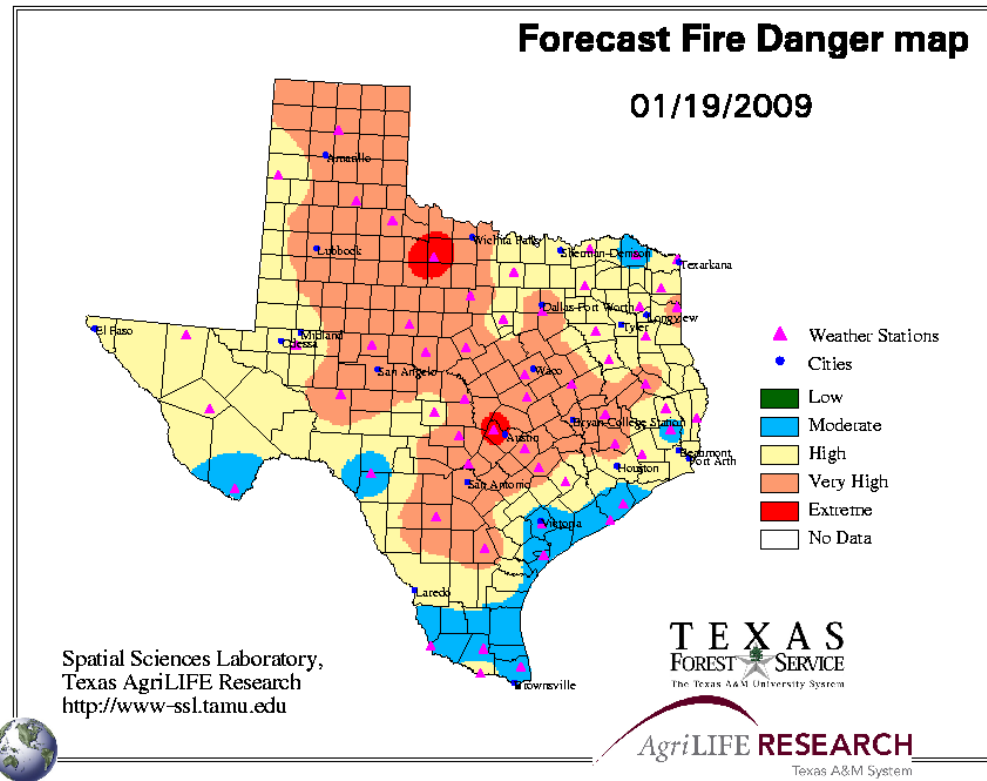 Forecast Fire Danger map
01/19/2009
Amarillo
Lubbock
Wichita Falls
Sherman-Denison
Texarkana
Dallas-Fort Worth
Longview
Tyler
El Paso
Midland
Odessa
San Angelo
Waco
Bryan-College Station
Austin
Beaumont
Port Arth
Houston
San Antonio
Victoria
Laredo
Brownsville
Weather Stations
Cities
Low
Moderate
High
Very High
Extreme
No Data
Spatial Sciences Laboratory,
Texas AgriLIFE Research
http://www-ssl.tamu.edu
TEXAS
FOREST SERVICE
The Texas A&M University System
AgriLIFE RESEARCH
Texas A&M System